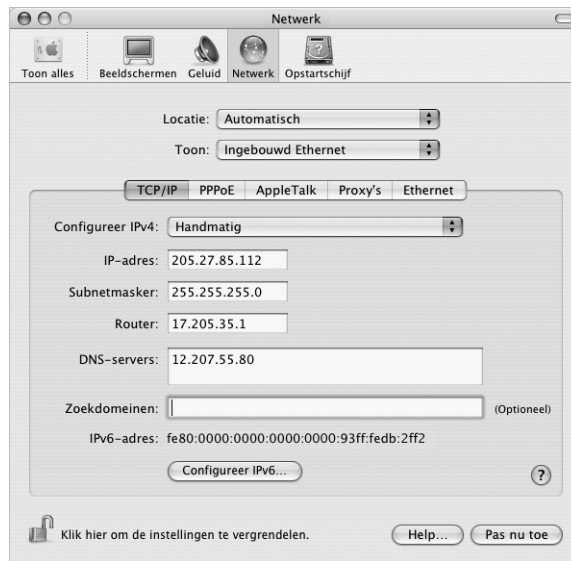 Netwerk
Toon alles Beeldschermen Geluid Netwerk Opstartschijf
Locatie: Automatisch
Toon: Ingebouwd Ethernet
TCP/IP PPPoE AppleTalk Proxy's Ethernet
Configureer IPv4: Handmatig
IP-adres: 205.27.85.112
Subnetmasker: 255.255.255.0
Router: 17.205.35.1
DNS-servers: 12.207.55.80
Zoekdomeinen: (Optioneel)
IPv6-adres: fe80:0000:0000:0000:0000:93ff:fedb:2ff2
Configureer IPv6... ?
Klik hier om de instellingen te vergrendelen. Help... Pas nu toe